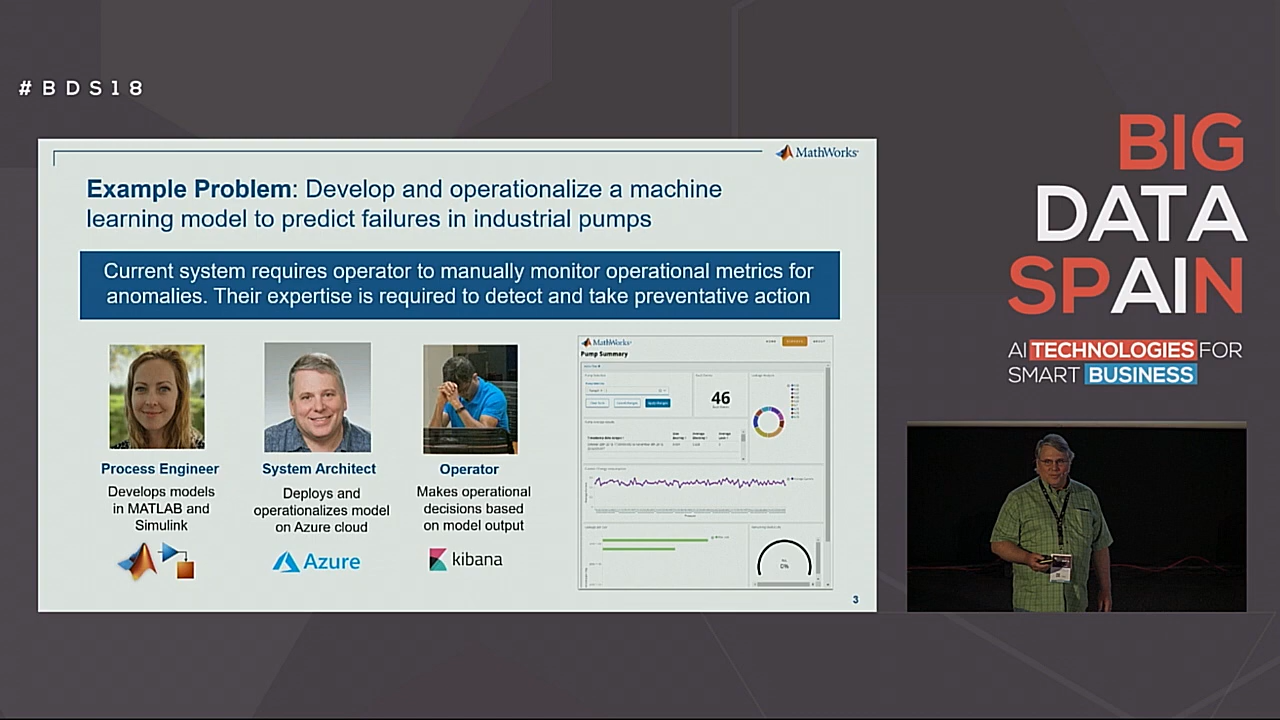 #BDS18
MathWorks
Example Problem: Develop and operationalize a machine
learning model to predict failures in industrial pumps
Current system requires operator to manually monitor operational metrics for
anomalies. Their expertise is required to detect and take preventative action
Process Engineer
Develops models
in MATLAB and
Simulink
System Architect
Deploys and
operationalizes model
on Azure cloud
Azure
Operator
Makes operational
decisions based
on model output
kibana
MathWorks
Pump Summary
46
0%
3
BIG
DATA
SPAIN
AI TECHNOLOGIES FOR
SMART BUSINESS